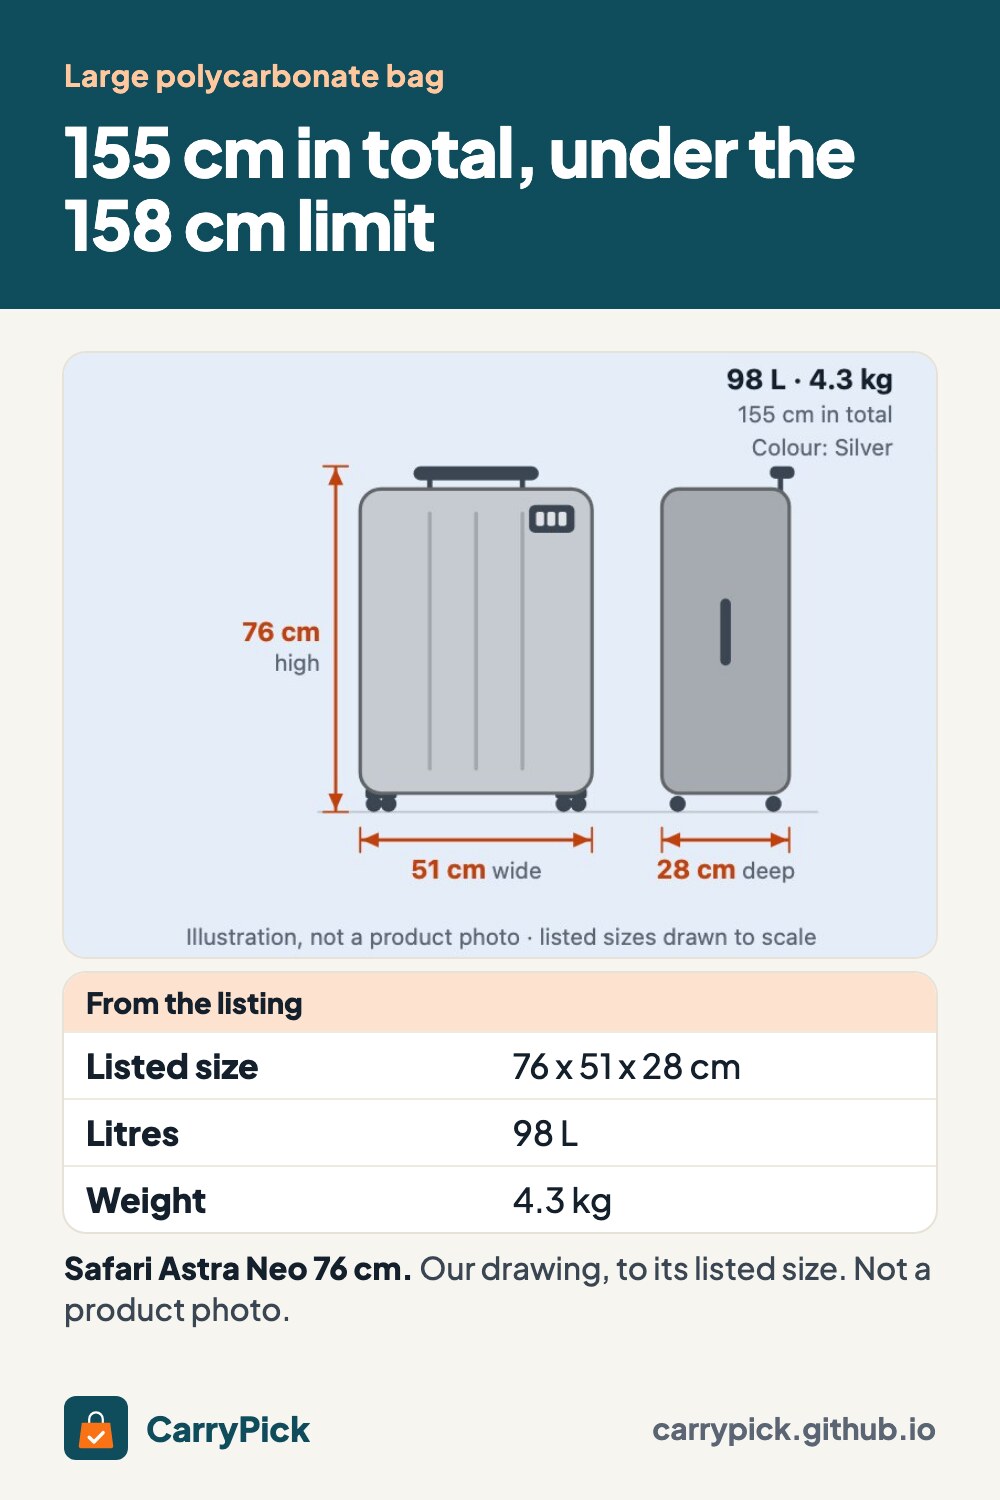 Large polycarbonate bag
155 cm in total, under the
158 cm limit
98 L · 4.3 kg
155 cm in total
Colour: Silver
76 cm
high
51 cm wide
28 cm deep
Illustration, not a product photo · listed sizes drawn to scale
From the listing
Listed size 76 x 51 x 28 cm
Litres 98 L
Weight 4.3 kg
Safari Astra Neo 76 cm. Our drawing, to its listed size. Not a
product photo.
CarryPick
carrypick.github.io